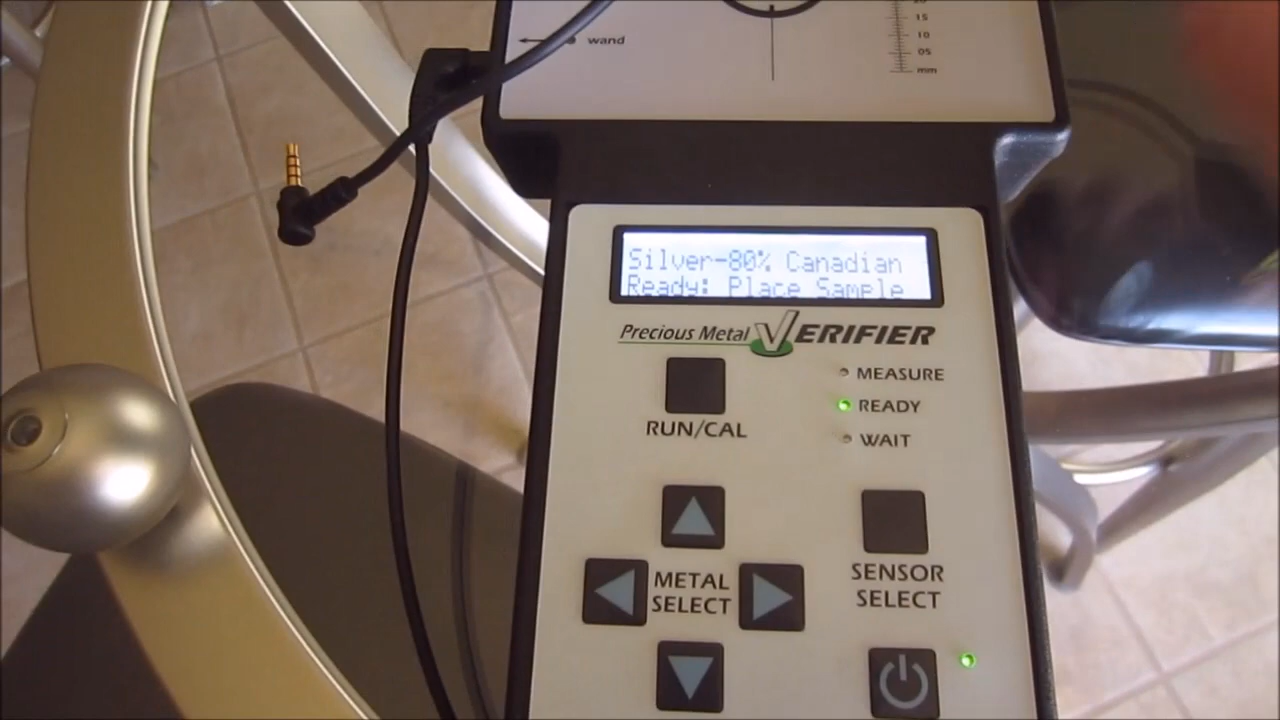 wand
15
10
05
mm
Silver-80% Canadian
Ready: Place Sample
Precious Metal VERIFIER
RUN/CAL
MEASURE
READY
WAIT
METAL
SELECT
SENSOR
SELECT